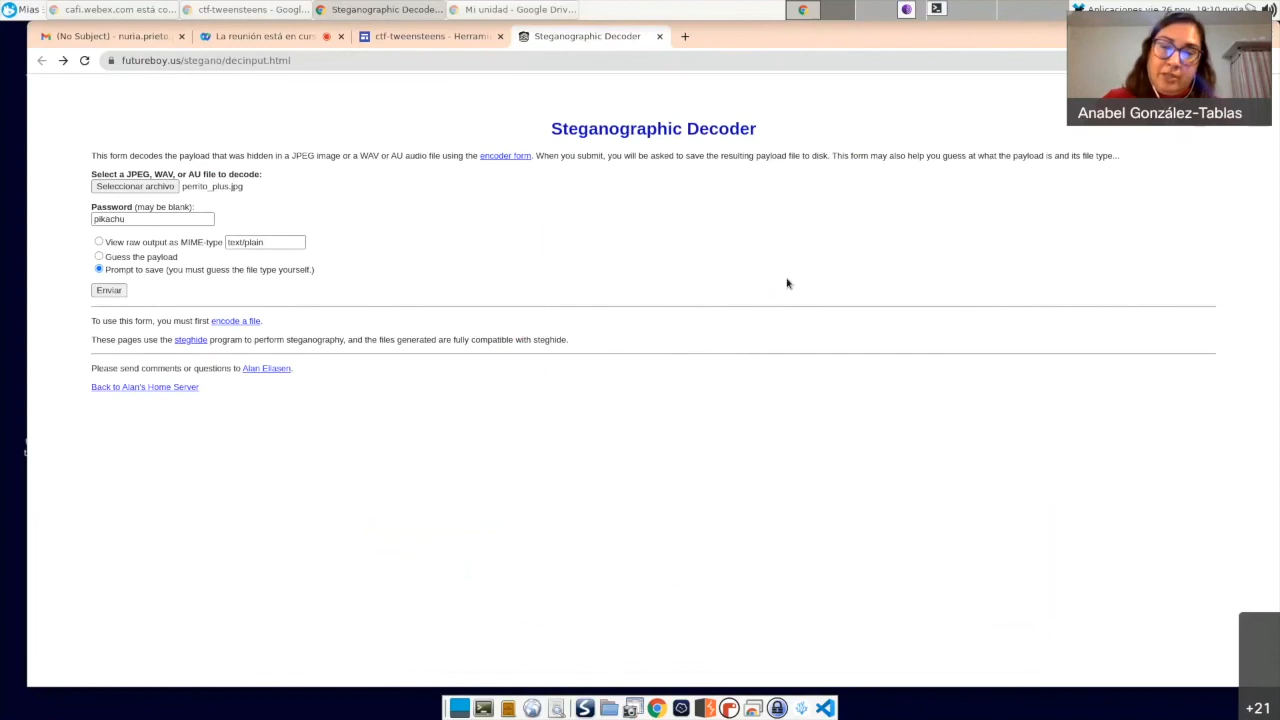 Mías
cafi.webex.com está co...
ctf-tweensteens - Googl...
Steganographic Decode...
Mi unidad - Google Driv...
Aplicaciones vie 26 nov, 19:10 nuria
(No Subject) - nuria.prieto
La reunión está en curs
ctf-tweensteens - Herrami
Steganographic Decoder
futureboy.us/stegano/decinput.html
Anabel González-Tablas
Steganographic Decoder
This form decodes the payload that was hidden in a JPEG image or a WAV or AU audio file using the encoder form. When you submit, you will be asked to save the resulting payload file to disk. This form may also help you guess at what the payload is and its file type...
Select a JPEG, WAV, or AU file to decode:
Seleccionar archivo perrito_plus.jpg
Password (may be blank):
pikachu
View raw output as MIME-type text/plain
Guess the payload
Prompt to save (you must guess the file type yourself.)
Enviar
To use this form, you must first encode a file.
These pages use the steghide program to perform steganography, and the files generated are fully compatible with steghide.
Please send comments or questions to Alan Eliasen.
Back to Alan's Home Server
+21